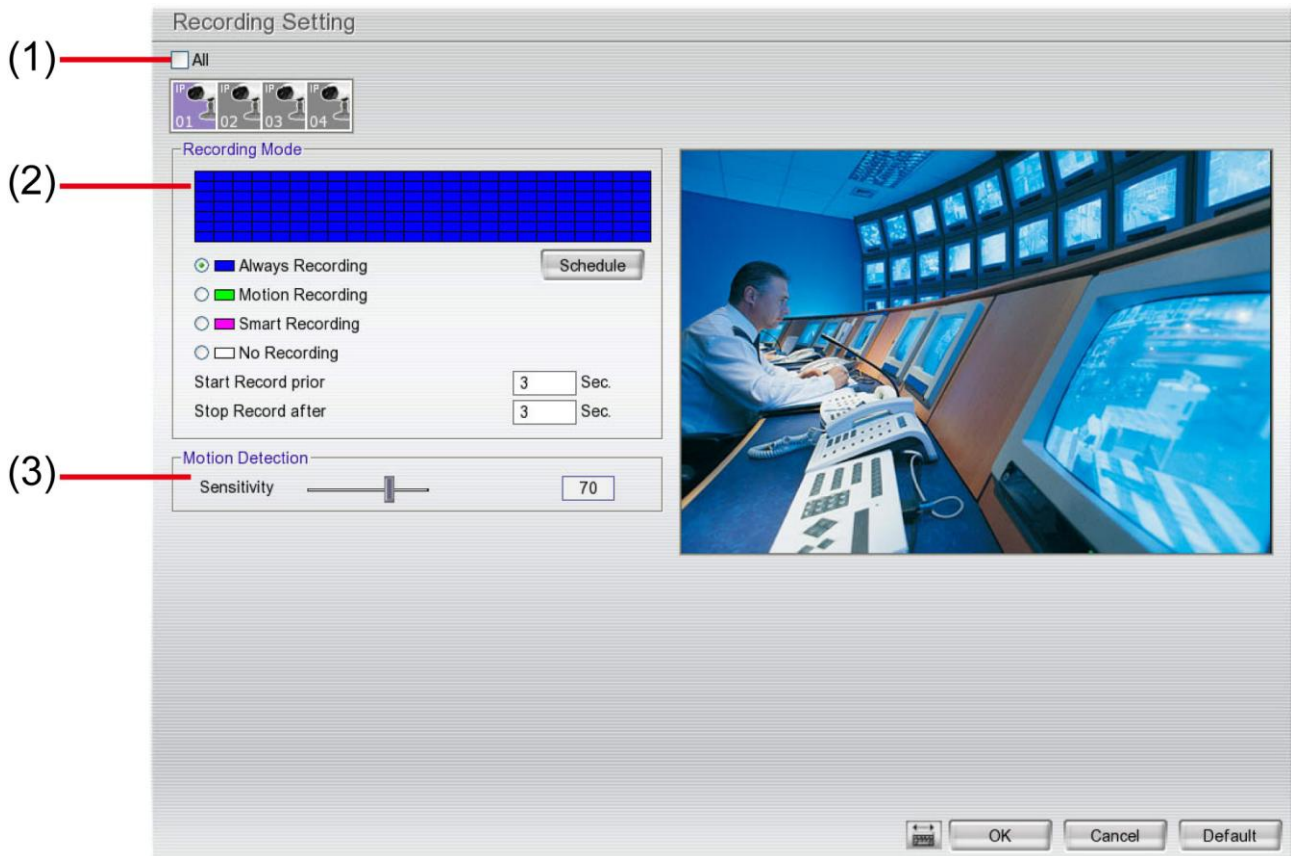 Recording Setting
(1)
All
IP 01 IP 02 IP 03 IP 04
Recording Mode
(2)
Always Recording
Schedule
Motion Recording
Smart Recording
No Recording
Start Record prior 3 Sec.
Stop Record after 3 Sec.
Motion Detection
(3)
Sensitivity 70
OK Cancel Default